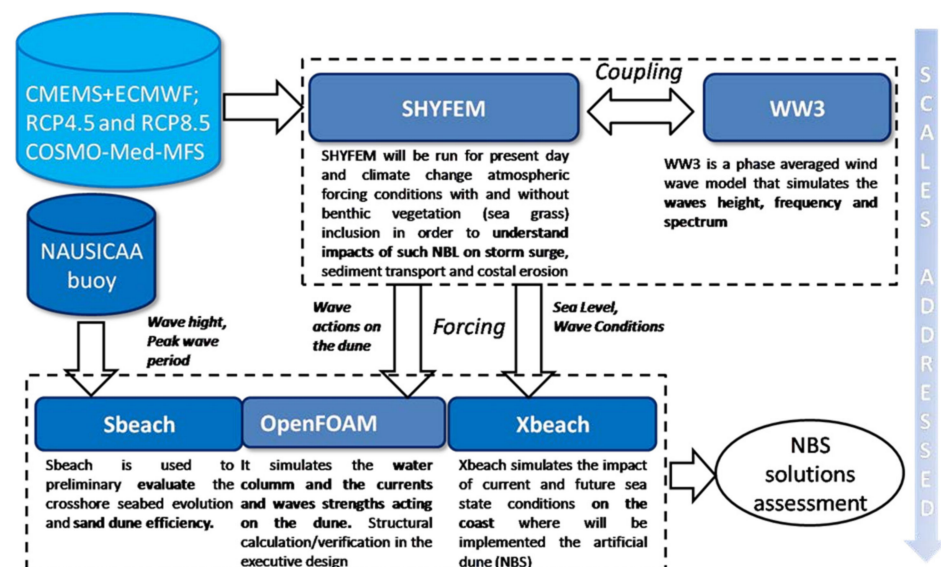 CMEMS+ECMWF;
RCP4.5 and RCP8.5
COSMO-Med-MFS
NAUSICAA
buoy
SHYFEM
Coupling
WW3
SHYFEM will be run for present day
and climate change atmospheric
forcing conditions with and without
benthic vegetation (sea grass)
inclusion in order to understand
impacts of such NBL on storm surge,
sediment transport and costal erosion
WW3 is a phase averaged wind
wave model that simulates the
waves height, frequency and
spectrum
Wave hight,
Peak wave
period
Wave
actions on
the dune
Forcing
Sea Level,
Wave Conditions
Sbeach
Sbeach is used to
preliminary evaluate the
crosshore seabed evolution
and sand dune efficiency.
OpenFOAM
It simulates the water
columm and the currents
and waves strengths acting
on the dune. Structural
calculation/verification in the
executive design
Xbeach
Xbeach simulates the impact
of current and future sea
state conditions on the
coast where will be
implemented the artificial
dune (NBS)
NBS
solutions
assessment
SCALES ADDRESSED